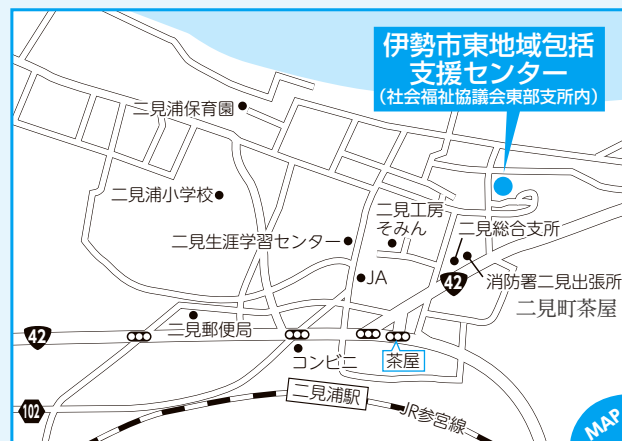 伊勢市東地域包括
支援センター
（社会福祉協議会東部支所内）
二見浦保育園
二見浦小学校
二見工房
そみん
二見総合支所
二見生涯学習センター
JA
42
消防署二見出張所
二見町茶屋
二見郵便局
42
コンビニ
茶屋
二見浦駅
102
JR参宮線
MAP